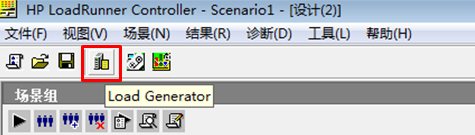 HP LoadRunner Controller - Scenario1 - [设计(2)]
文件(F) 视图(V) 场景(N) 结果(R) 诊断(D) 工具(L) 帮助(H)
Load Generator
场景组